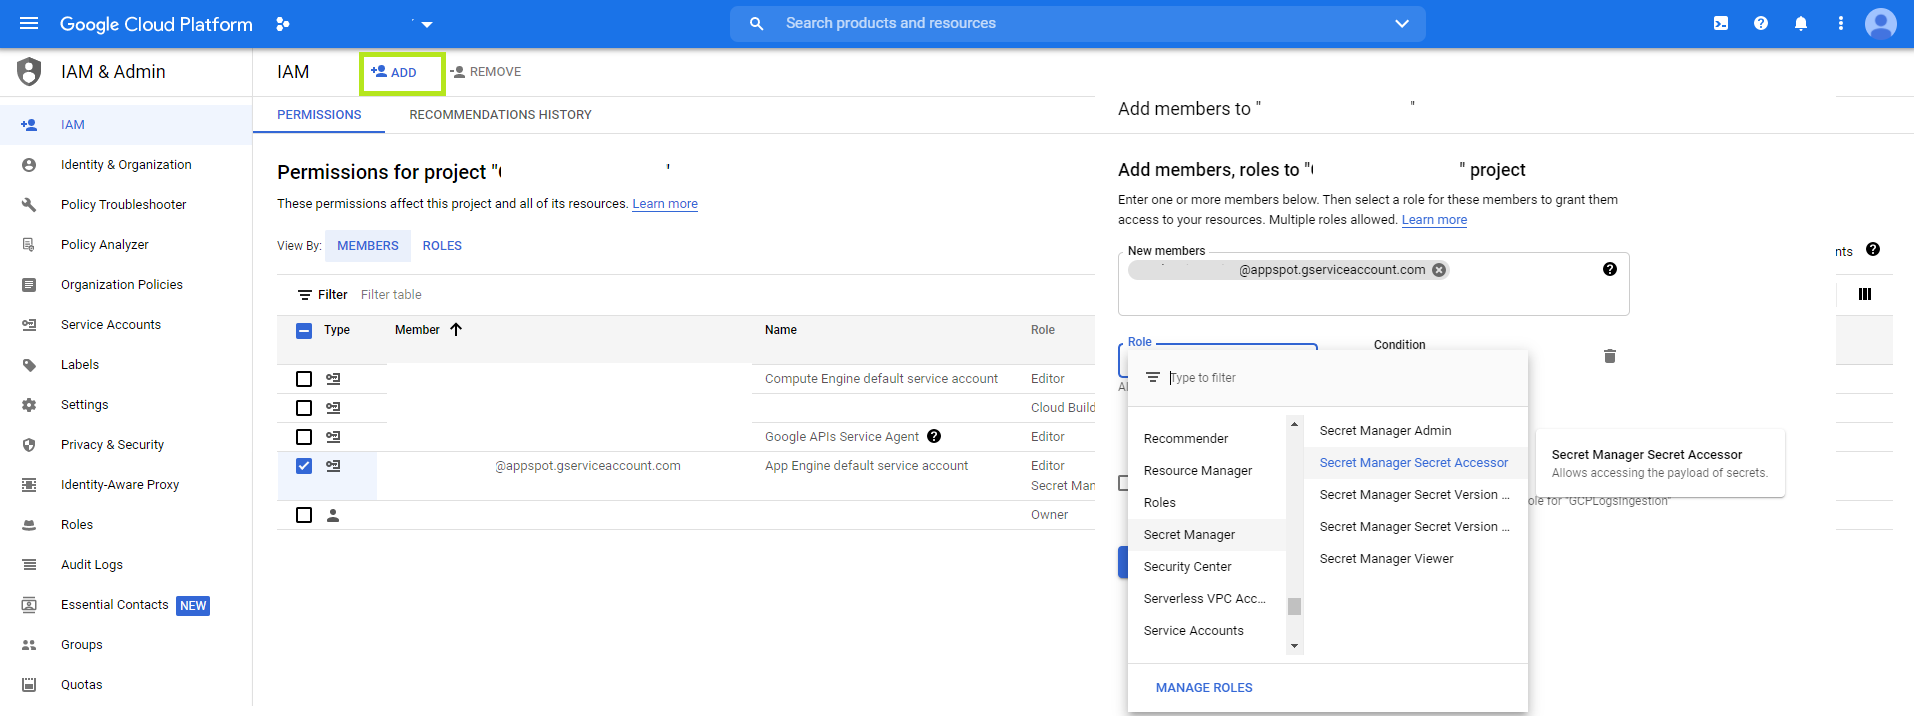 Google Cloud Platform
Search products and resources
IAM & Admin
IAM
Identity & Organization
Policy Troubleshooter
Policy Analyzer
Organization Policies
Service Accounts
Labels
Settings
Privacy & Security
Identity-Aware Proxy
Roles
Audit Logs
Essential Contacts NEW
Groups
Quotas
IAM ADD REMOVE
PERMISSIONS RECOMMENDATIONS HISTORY
Permissions for project "
These permissions affect this project and all of its resources. Learn more
View By: MEMBERS ROLES
Filter Filter table
Type Member Name Role
Compute Engine default service account Editor
Cloud Build
Google APIs Service Agent Editor
@appspot.gserviceaccount.com App Engine default service account Editor
Secret Man
Owner
Add members to " "
Add members, roles to " " project
Enter one or more members below. Then select a role for these members to grant them
access to your resources. Multiple roles allowed. Learn more
New members
@appspot.gserviceaccount.com
Role Condition
Type to filter
Recommender
Resource Manager
Roles
Secret Manager
Security Center
Serverless VPC Acc...
Service Accounts
Secret Manager Admin
Secret Manager Secret Accessor
Secret Manager Secret Version ...
Secret Manager Secret Version ...
Secret Manager Viewer
MANAGE ROLES
Secret Manager Secret Accessor
Allows accessing the payload of secrets.
ole for "GCPLogsIngestion"
nts